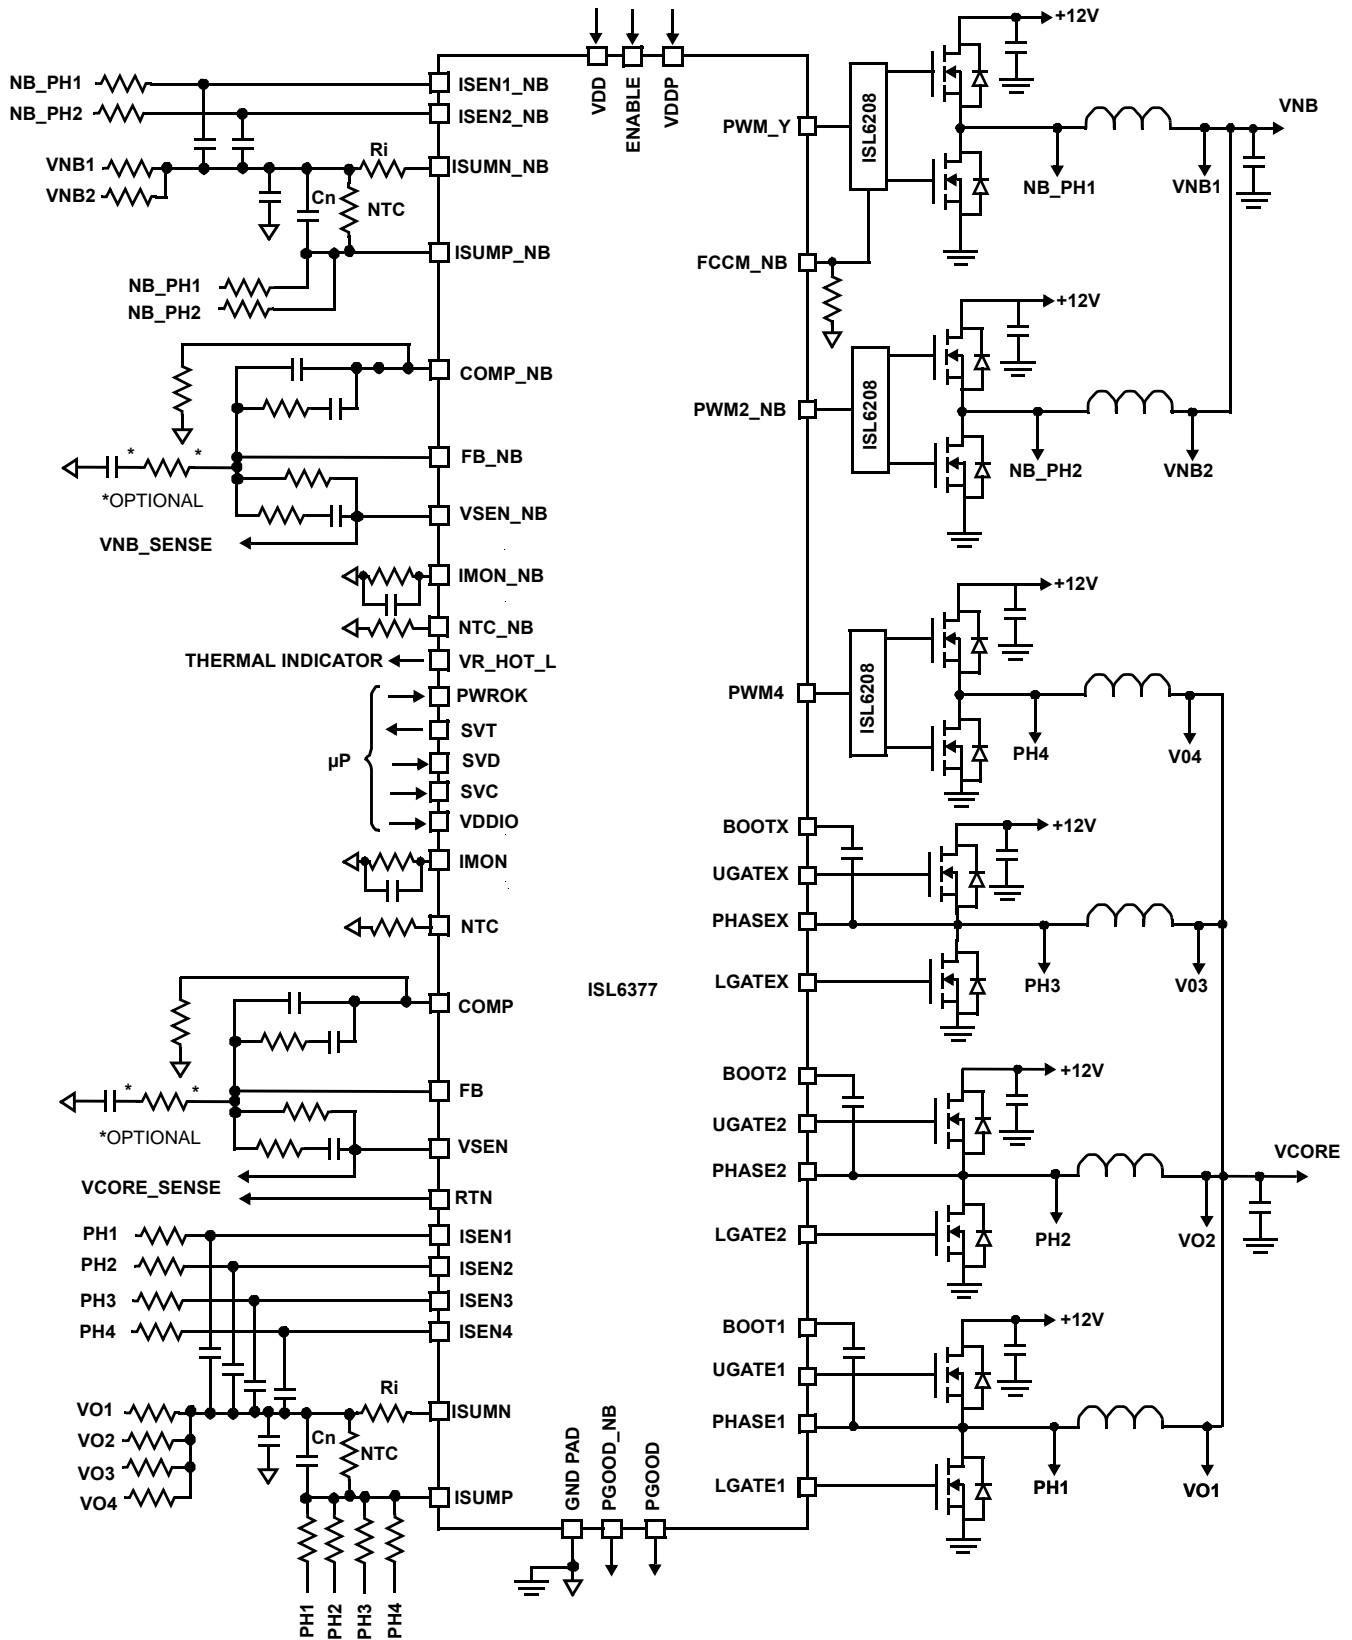 VDD
ENABLE
VDDP
NB_PH1
NB_PH2
VNB1
VNB2
Ri
Cn
NTC
NB_PH1
NB_PH2
ISEN1_NB
ISEN2_NB
ISUMN_NB
ISUMP_NB
COMP_NB
FB_NB
* *
*OPTIONAL
VSEN_NB
VNB_SENSE
IMON_NB
NTC_NB
THERMAL INDICATOR
VR_HOT_L
µP
PWROK
SVT
SVD
SVC
VDDIO
IMON
NTC
COMP
FB
* *
*OPTIONAL
VSEN
VCORE_SENSE
RTN
PH1
PH2
PH3
PH4
ISEN1
ISEN2
ISEN3
ISEN4
VO1
VO2
VO3
VO4
Ri
Cn
NTC
ISUMN
ISUMP
PH1
PH2
PH3
PH4
ISL6377
GND PAD
PGOOD_NB
PGOOD
PWM_Y
ISL6208
+12V
NB_PH1
VNB1
VNB
FCCM_NB
PWM2_NB
ISL6208
+12V
NB_PH2
VNB2
PWM4
ISL6208
+12V
PH4
V04
BOOTX
UGATEX
PHASEX
LGATEX
+12V
PH3
V03
BOOT2
UGATE2
PHASE2
LGATE2
+12V
PH2
VO2
VCORE
BOOT1
UGATE1
PHASE1
LGATE1
+12V
PH1
VO1